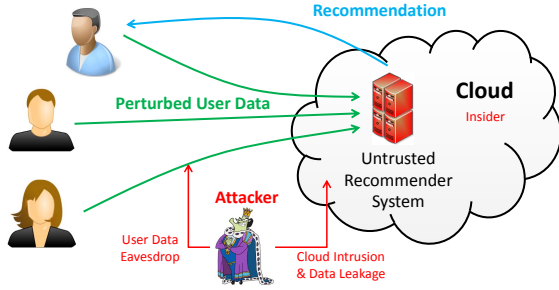 Recommendation
Perturbed User Data
Cloud
Insider
Untrusted
Recommender
System
Attacker
User Data
Eavesdrop
Cloud Intrusion
& Data Leakage